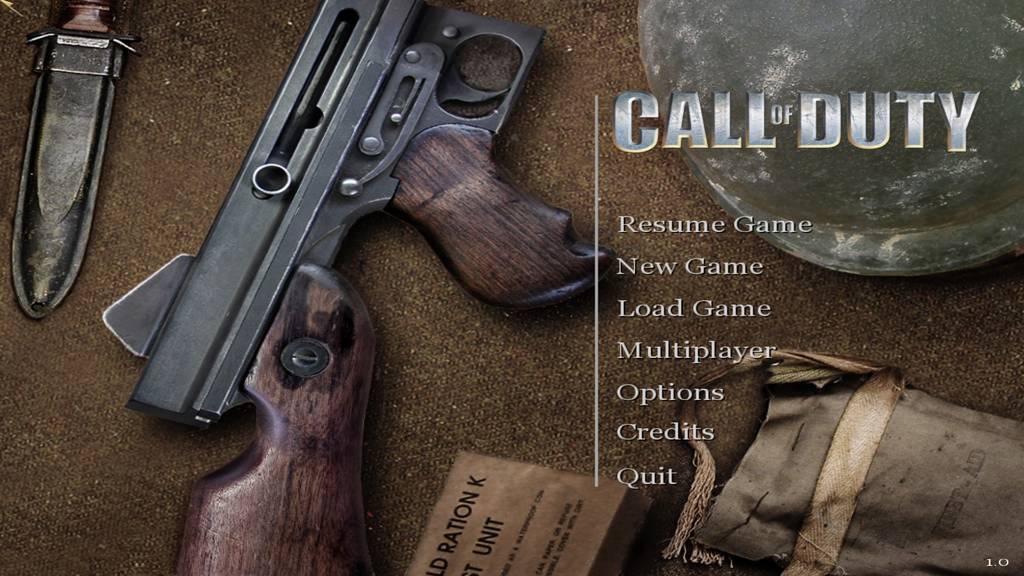 CALL OF DUTY
Resume Game
New Game
Load Game
Multiplayer
Options
Credits
Quit
LD RATION K
ST UNIT
1.0